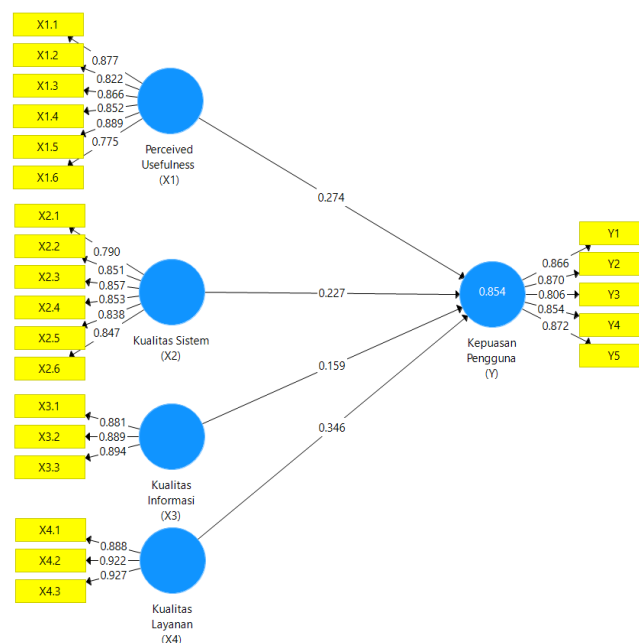 X1.1
X1.2
X1.3
X1.4
X1.5
X1.6
0.877
0.822
0.866
0.852
0.889
0.775
Perceived
Usefulness
(X1)
0.274
X2.1
X2.2
X2.3
X2.4
X2.5
X2.6
0.790
0.851
0.857
0.853
0.838
0.847
Kualitas Sistem
(X2)
0.227
X3.1
X3.2
X3.3
0.881
0.889
0.894
Kualitas
Informasi
(X3)
0.159
X4.1
X4.2
X4.3
0.888
0.922
0.927
Kualitas
Layanan
(X4)
0.346
0.854
Kepuasan
Pengguna
(Y)
0.866
0.870
0.806
0.854
0.872
Y1
Y2
Y3
Y4
Y5